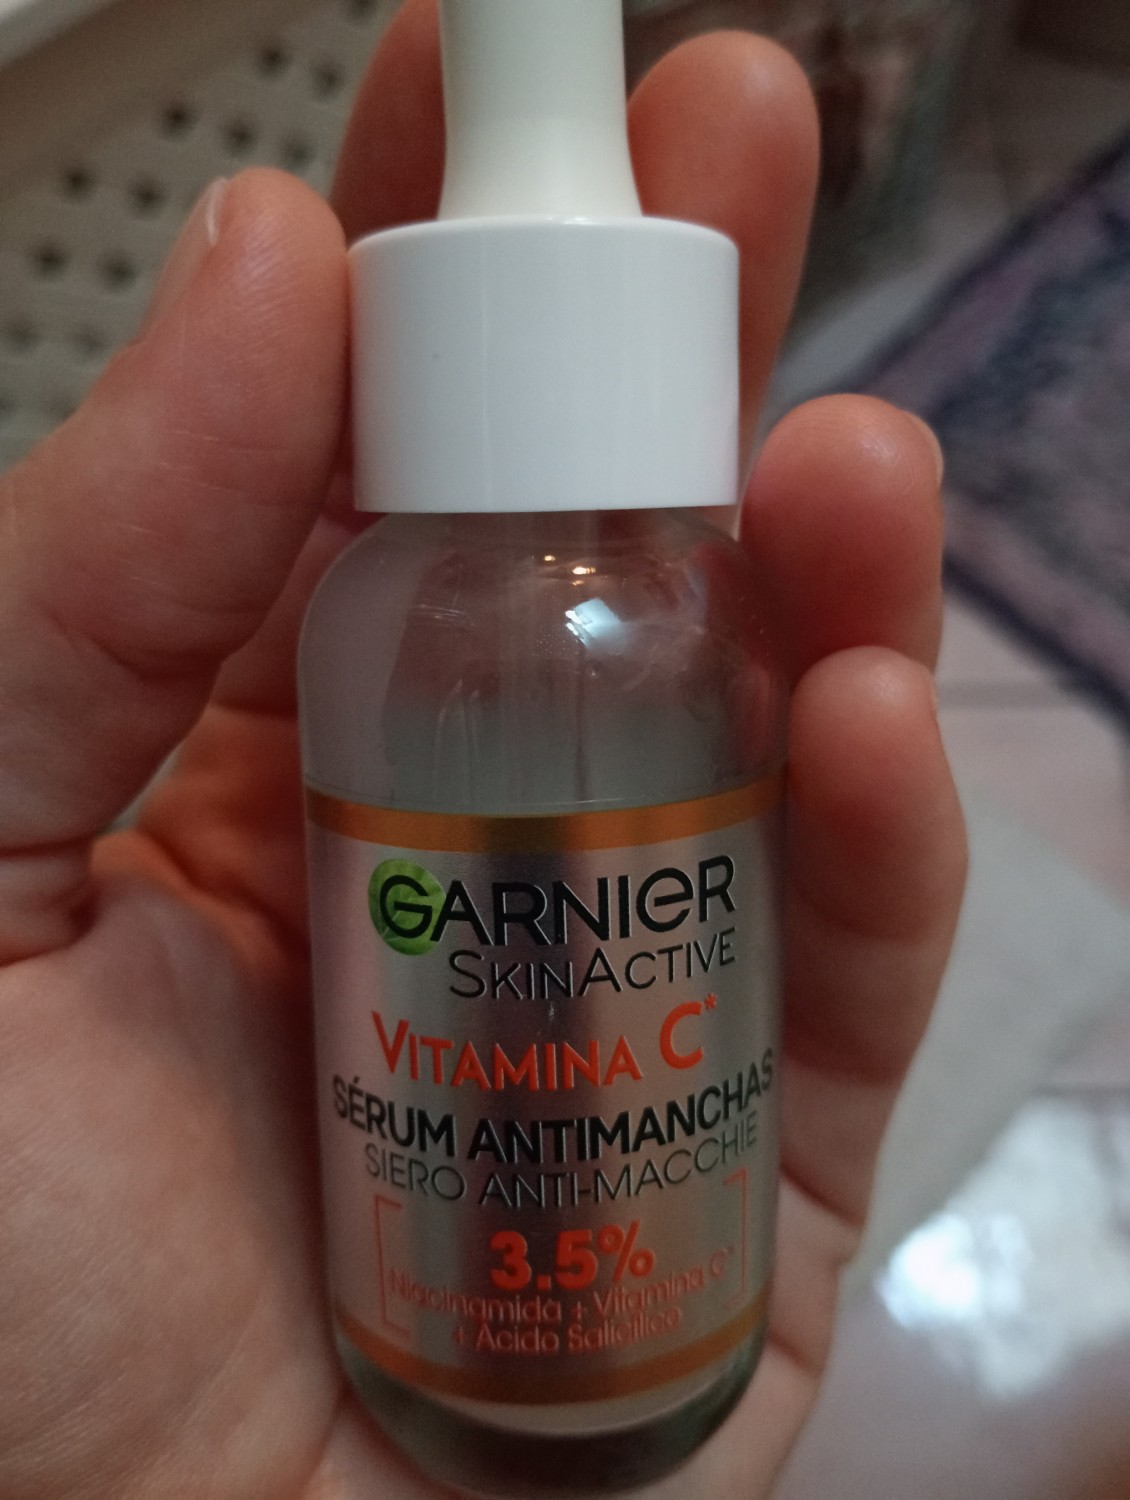 GARNIER
SKINACTIVE
VITAMINA C*
SÉRUM ANTIMANCHAS
SIERO ANTI-MACCHIE
3.5%
Niacinamida + Vitamina C*
+ Ácido Salicílico